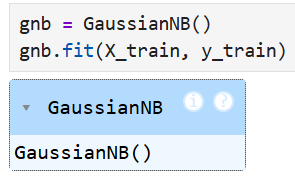 gnb = GaussianNB()
gnb.fit(X_train, y_train)
▾ GaussianNB i ?
GaussianNB()